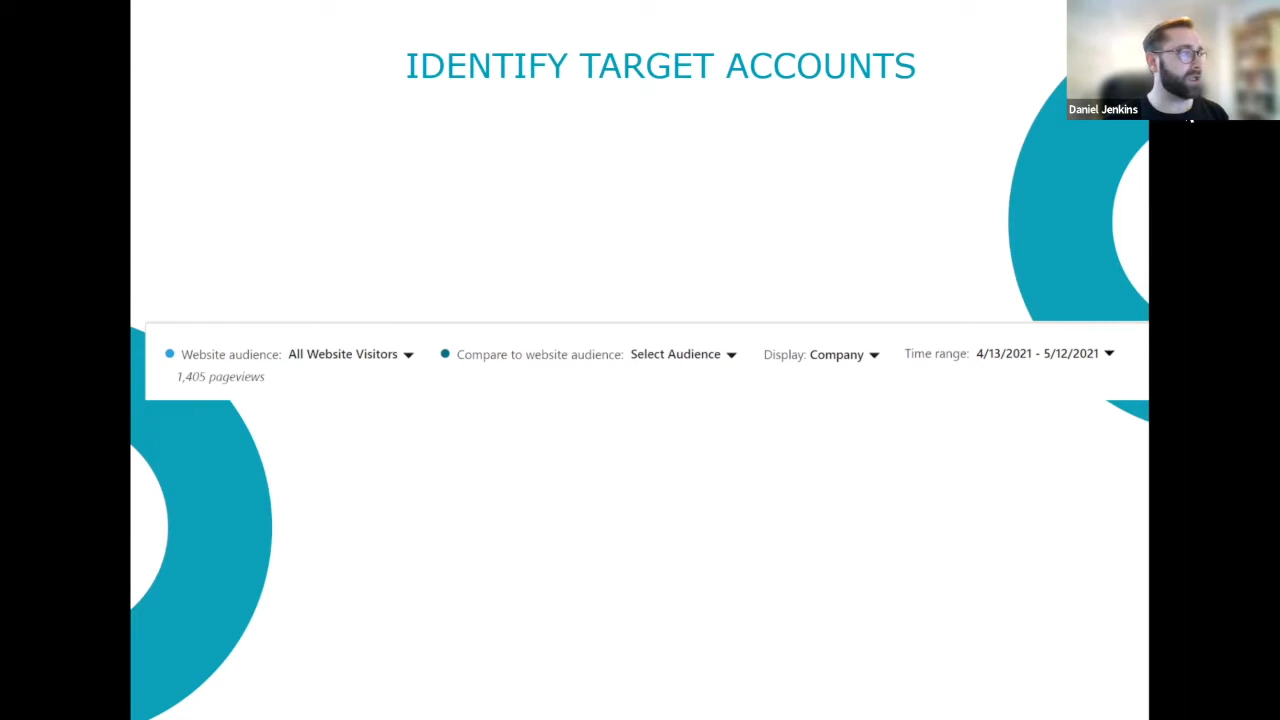 IDENTIFY TARGET ACCOUNTS
Daniel Jenkins
Website audience: All Website Visitors Compare to website audience: Select Audience Display: Company Time range: 4/13/2021 - 5/12/2021
1,405 pageviews